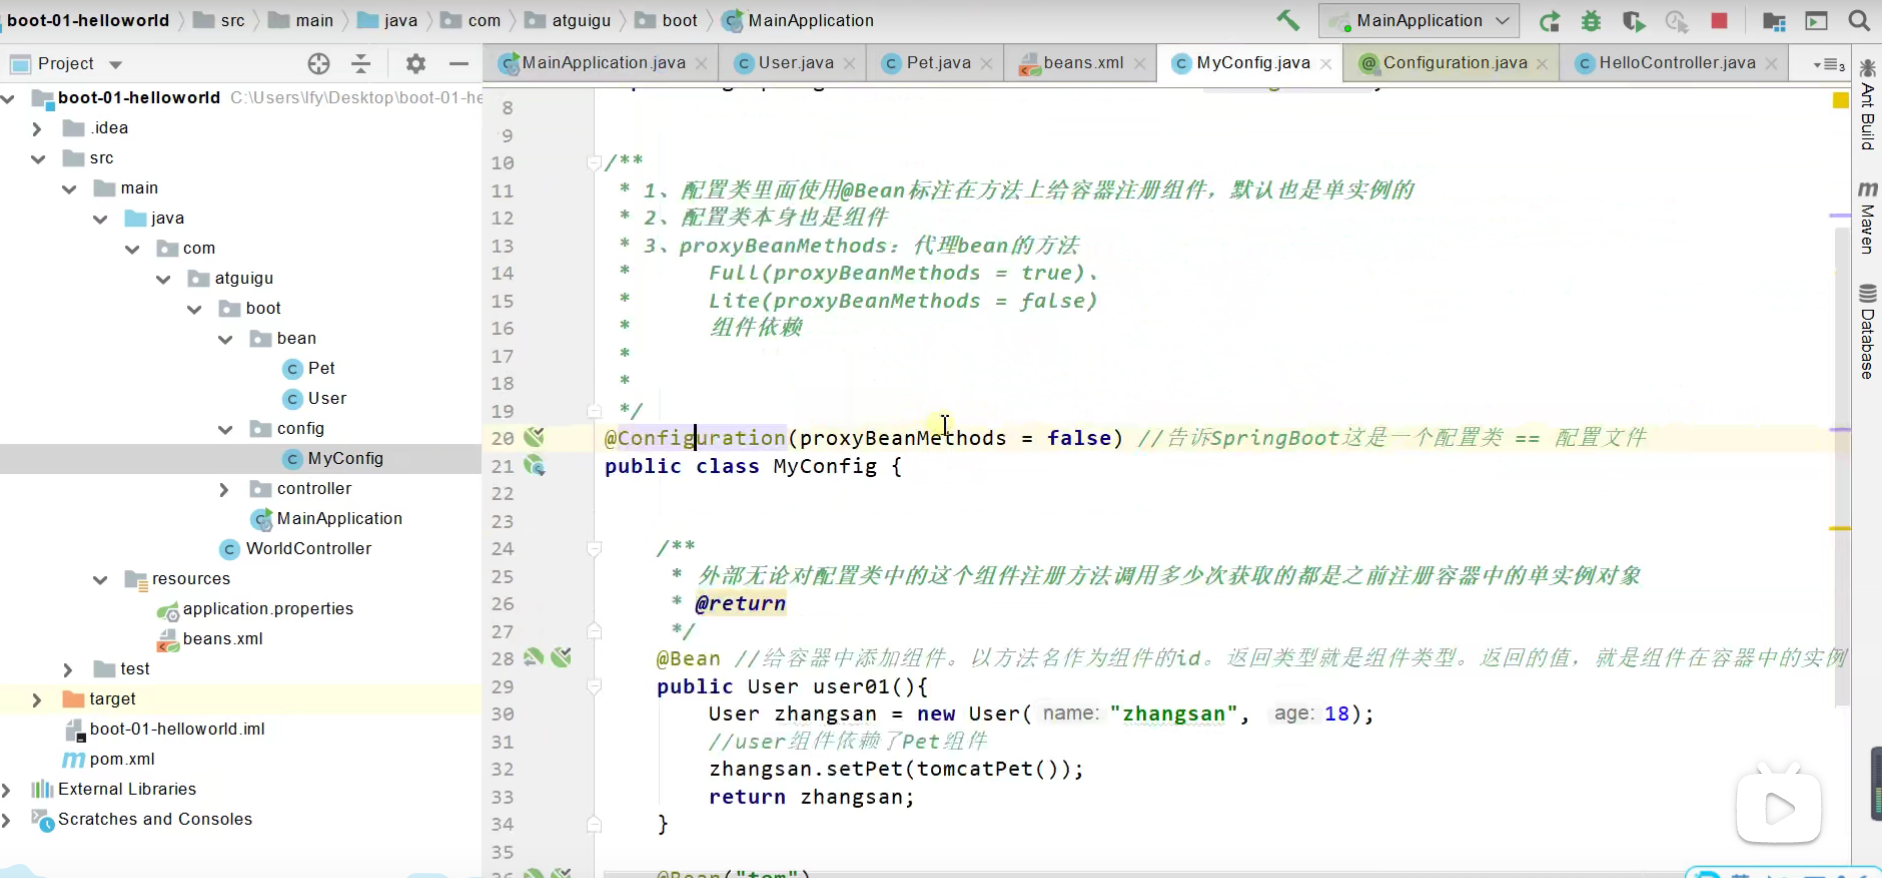 boot-01-helloworld src main java com atguigu boot MainApplication MainApplication
Project
MainApplication.java User.java Pet.java beans.xml MyConfig.java Configuration.java HelloController.java 3
boot-01-helloworld C:\Users\lfy\Desktop\boot-01-he
.idea
src
main
java
com
atguigu
boot
bean
Pet
User
config
MyConfig
controller
MainApplication
WorldController
resources
application.properties
beans.xml
test
target
boot-01-helloworld.iml
pom.xml
External Libraries
Scratches and Consoles
8
9
10 /**
11 * 1、配置类里面使用@Bean标注在方法上给容器注册组件，默认也是单实例的
12 * 2、配置类本身也是组件
13 * 3、proxyBeanMethods：代理bean的方法
14 * Full(proxyBeanMethods = true)、
15 * Lite(proxyBeanMethods = false)
16 * 组件依赖
17 *
18 *
19 */
20 @Configuration(proxyBeanMethods = false) //告诉SpringBoot这是一个配置类 == 配置文件
21 public class MyConfig {
22
23
24 /**
25 * 外部无论对配置类中的这个组件注册方法调用多少次获取的都是之前注册容器中的单实例对象
26 * @return
27 */
28 @Bean //给容器中添加组件。以方法名作为组件的id。返回类型就是组件类型。返回的值，就是组件在容器中的实例
29 public User user01(){
30 User zhangsan = new User( name: "zhangsan", age: 18);
31 //user组件依赖了Pet组件
32 zhangsan.setPet(tomcatPet());
33 return zhangsan;
34 }
35
36 @Bean("tom")
Ant Build
m Maven
Database